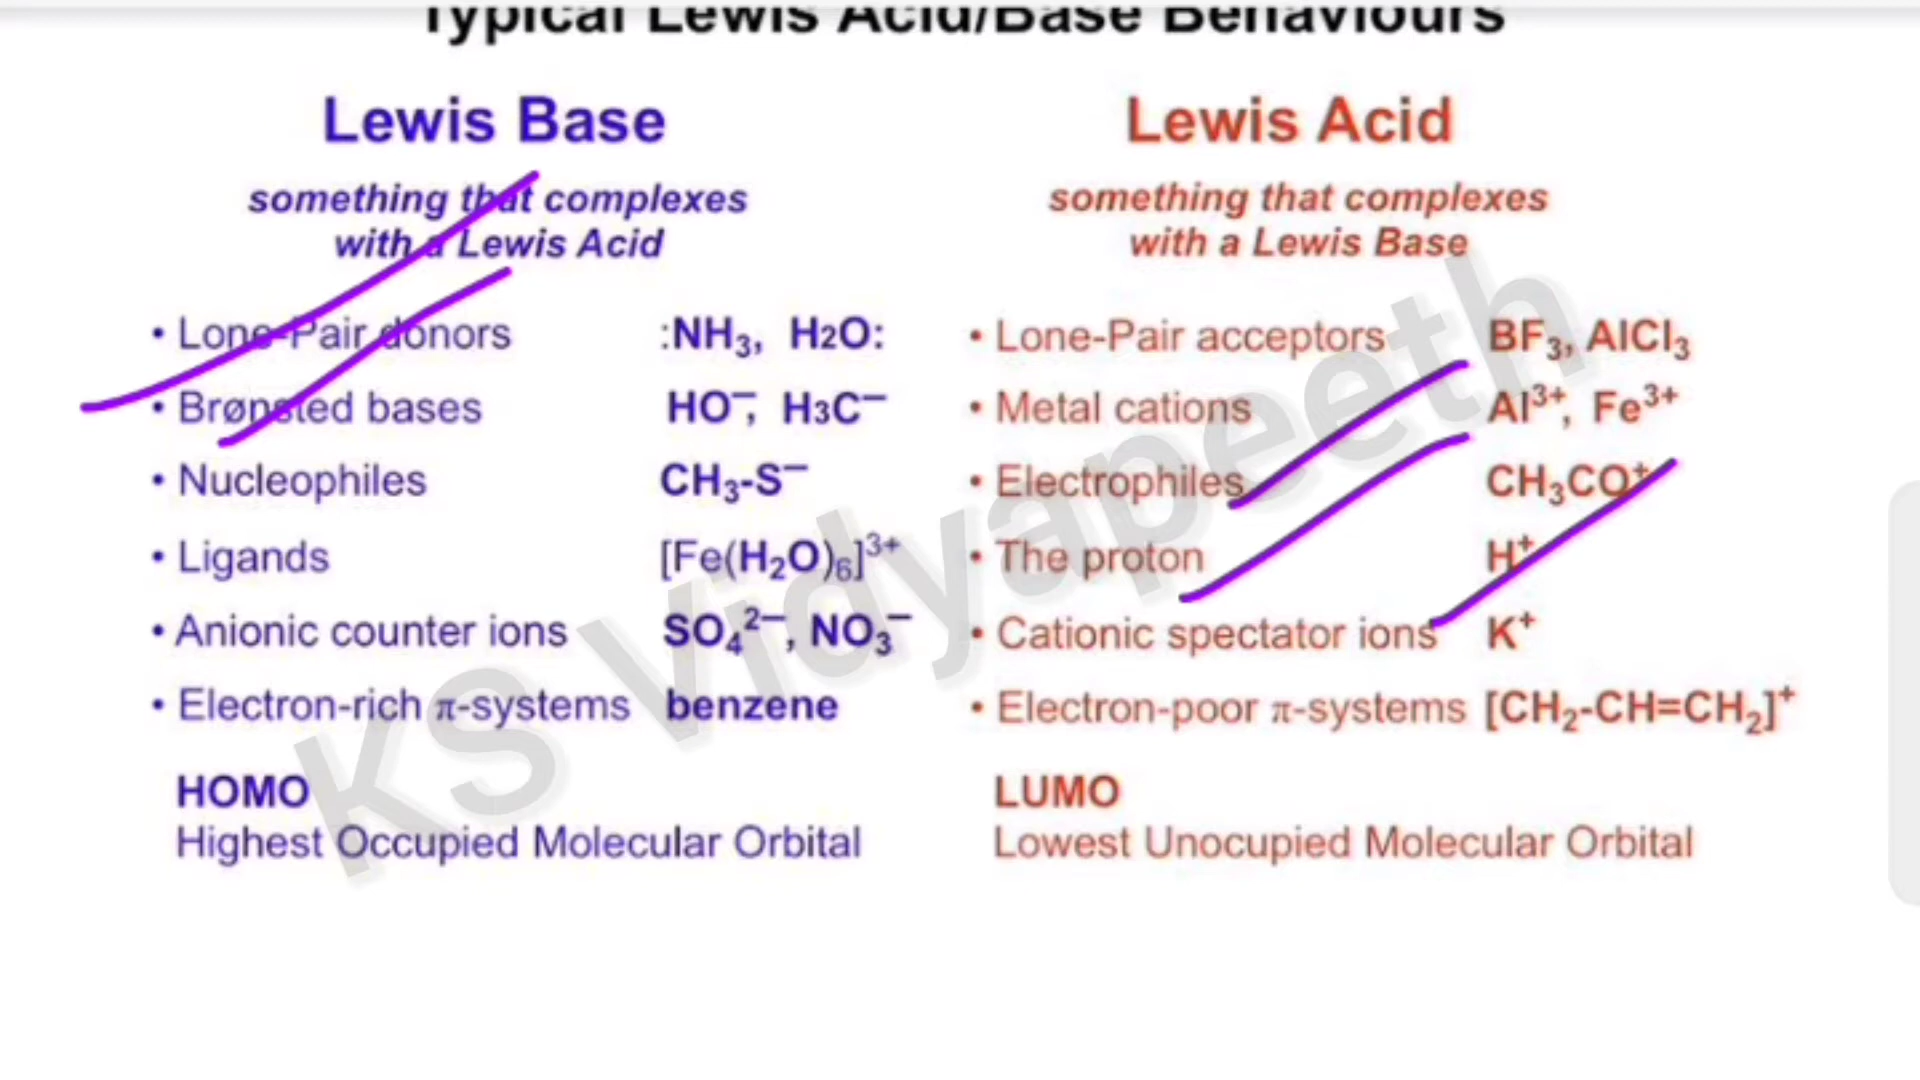 Typical Lewis Acid/Base Behaviours
Lewis Base
something that complexes
with a Lewis Acid
• Lone-Pair donors :NH₃, H2O:
• Brønsted bases HO⁻, H3C⁻
• Nucleophiles CH₃-S⁻
• Ligands [Fe(H₂O)₆]³⁺
• Anionic counter ions SO₄²⁻, NO₃⁻
• Electron-rich π-systems benzene
HOMO
Highest Occupied Molecular Orbital
Lewis Acid
something that complexes
with a Lewis Base
• Lone-Pair acceptors BF₃, AlCl₃
• Metal cations Al³⁺, Fe³⁺
• Electrophiles CH₃CO⁺
• The proton H⁺
• Cationic spectator ions K⁺
• Electron-poor π-systems [CH₂-CH=CH₂]⁺
LUMO
Lowest Unocupied Molecular Orbital
KS Vidyapeeth